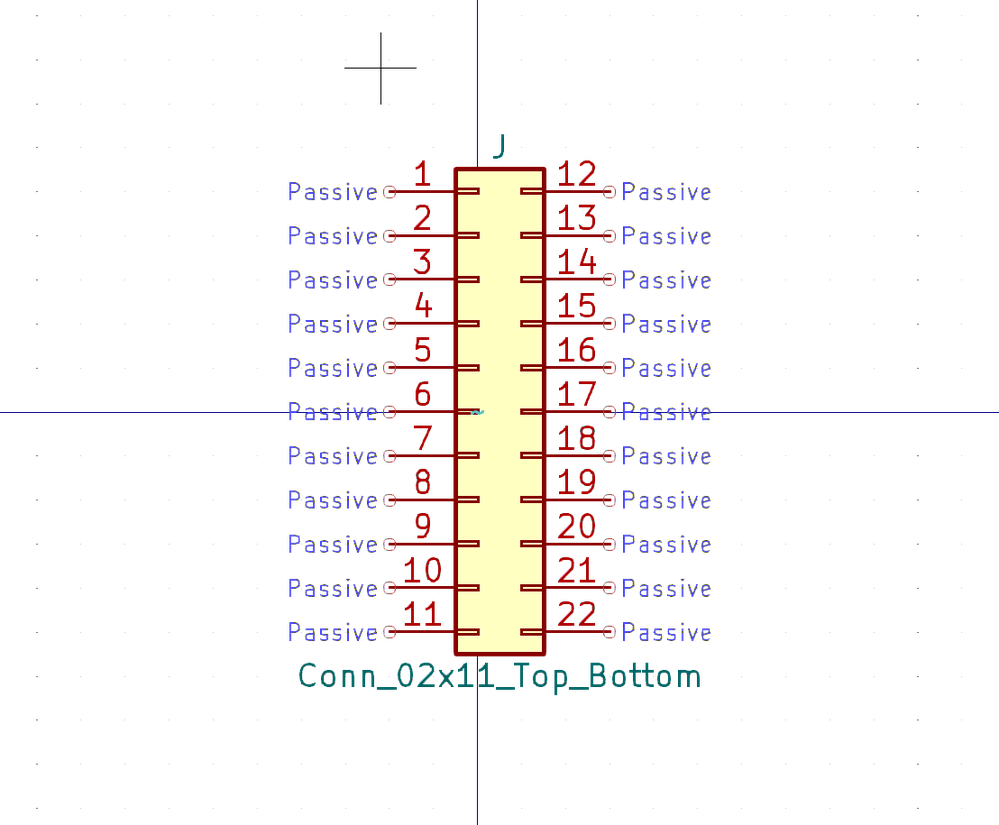 J
Passive 1 12 Passive
Passive 2 13 Passive
Passive 3 14 Passive
Passive 4 15 Passive
Passive 5 16 Passive
Passive 6 17 Passive
Passive 7 18 Passive
Passive 8 19 Passive
Passive 9 20 Passive
Passive 10 21 Passive
Passive 11 22 Passive
Conn_02x11_Top_Bottom